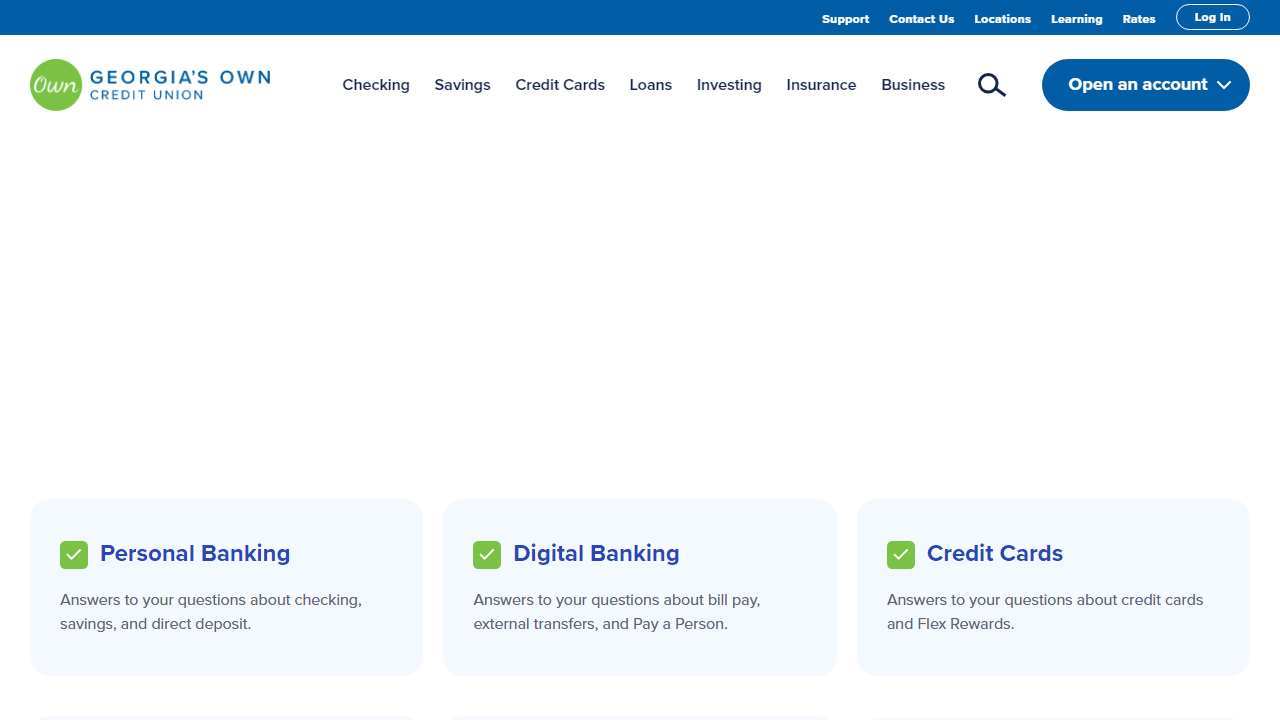 Support Contact Us Locations Learning Rates Log In
Own GEORGIA'S OWN
CREDIT UNION
Checking Savings Credit Cards Loans Investing Insurance Business Open an account
Personal Banking
Answers to your questions about checking,
savings, and direct deposit.
Digital Banking
Answers to your questions about bill pay,
external transfers, and Pay a Person.
Credit Cards
Answers to your questions about credit cards
and Flex Rewards.